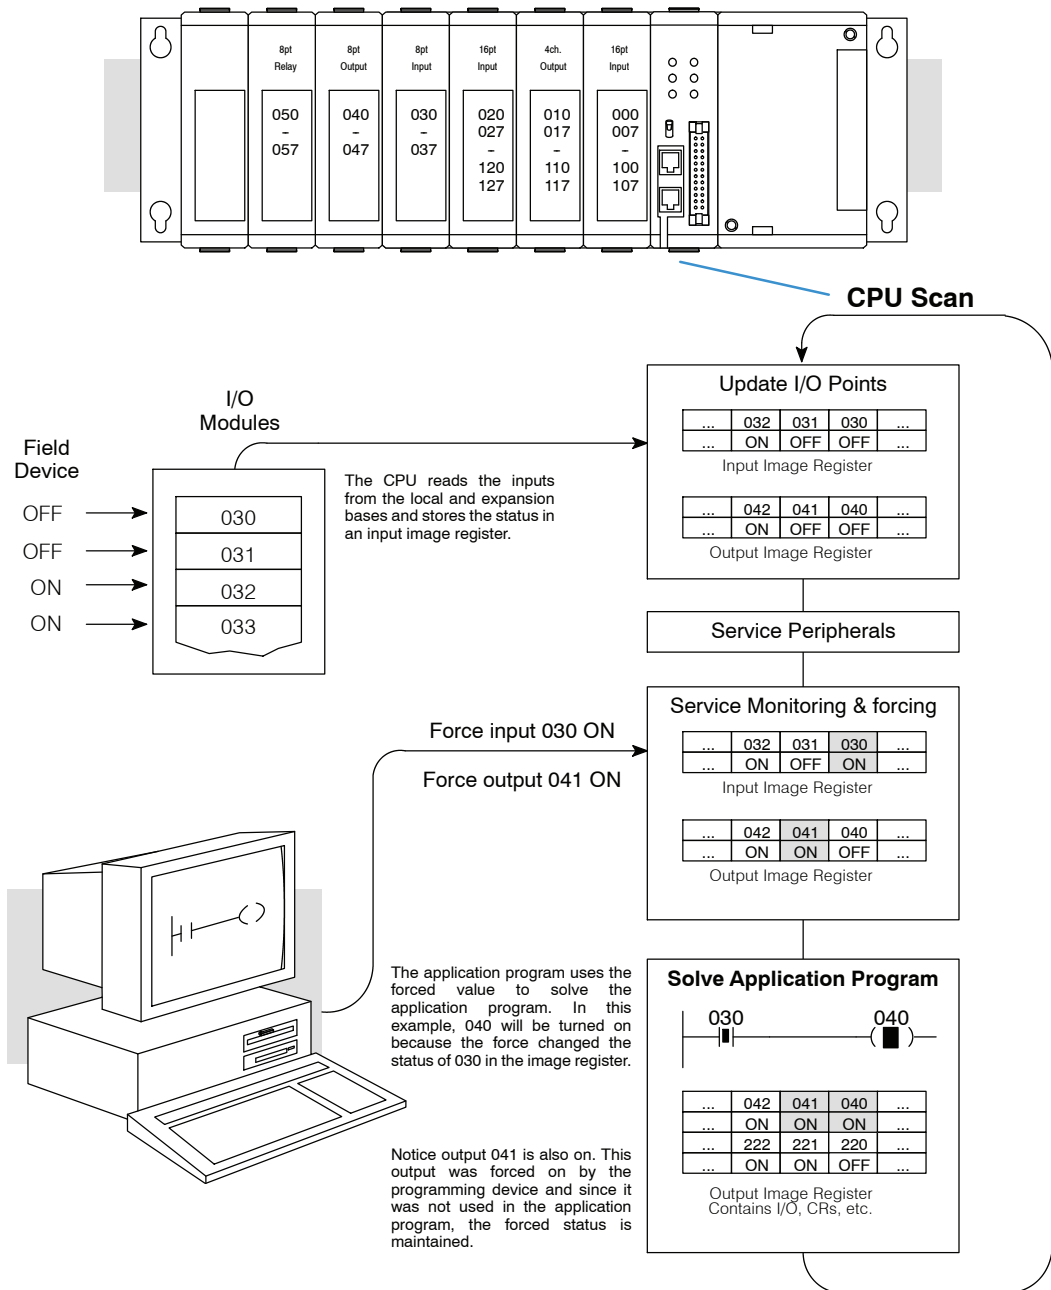 8pt
Relay
050
-
057
8pt
Output
040
-
047
8pt
Input
030
-
037
16pt
Input
020
027
-
120
127
4ch.
Output
010
017
-
110
117
16pt
Input
000
007
-
100
107
CPU Scan
Update I/O Points
... 032 031 030 ...
... ON OFF OFF ...
Input Image Register
... 042 041 040 ...
... ON OFF OFF ...
Output Image Register
I/O
Modules
Field
Device
OFF 030
OFF 031
ON 032
ON 033
The CPU reads the inputs
from the local and expansion
bases and stores the status in
an input image register.
Service Peripherals
Service Monitoring & forcing
... 032 031 030 ...
... ON OFF ON ...
Input Image Register
... 042 041 040 ...
... ON ON OFF ...
Output Image Register
Force input 030 ON
Force output 041 ON
The application program uses the
forced value to solve the
application program. In this
example, 040 will be turned on
because the force changed the
status of 030 in the image register.
Notice output 041 is also on. This
output was forced on by the
programming device and since it
was not used in the application
program, the forced status is
maintained.
Solve Application Program
030 040
... 042 041 040 ...
... ON ON ON ...
... 222 221 220 ...
... ON ON OFF ...
Output Image Register
Contains I/O, CRs, etc.